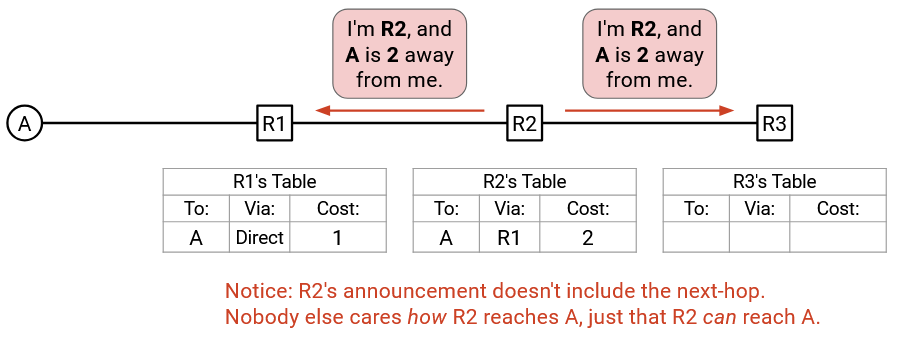 I'm R2, and
A is 2 away
from me.
I'm R2, and
A is 2 away
from me.
A
R1
R2
R3
R1's Table
To: Via: Cost:
A Direct 1
R2's Table
To: Via: Cost:
A R1 2
R3's Table
To: Via: Cost:
Notice: R2's announcement doesn't include the next-hop.
Nobody else cares how R2 reaches A, just that R2 can reach A.